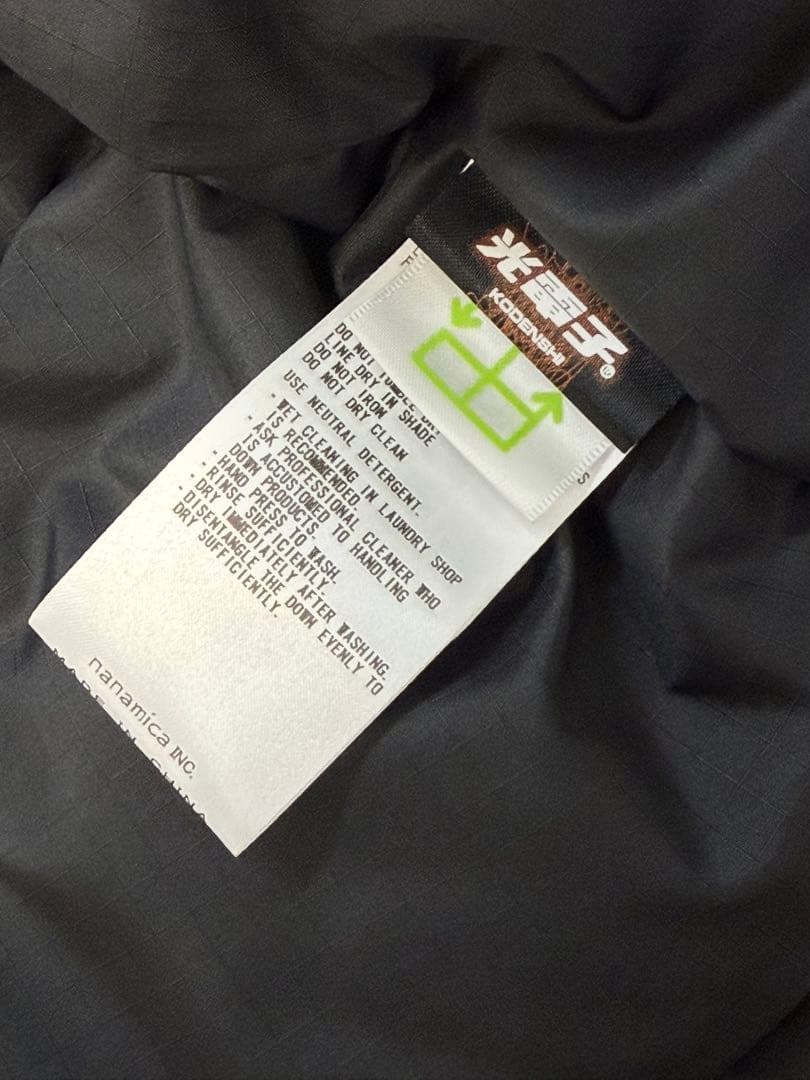 光電子®
KODENSHI
S
DO NOT TUMBLE DRY
LINE DRY IN SHADE
DO NOT IRON
DO NOT DRY CLEAN
USE NEUTRAL DETERGENT.
- WET CLEANING IN LAUNDRY SHOP
IS RECOMMENDED.
- ASK PROFESSIONAL CLEANER WHO
IS ACCUSTOMED TO HANDLING
DOWN PRODUCTS.
- HAND PRESS TO WASH.
- RINSE SUFFICIENTLY.
- DRY IMMEDIATELY AFTER WASHING.
- DISENTANGLE THE DOWN EVENLY TO
DRY SUFFICIENTLY.
nanamica INC.
MADE IN CHINA